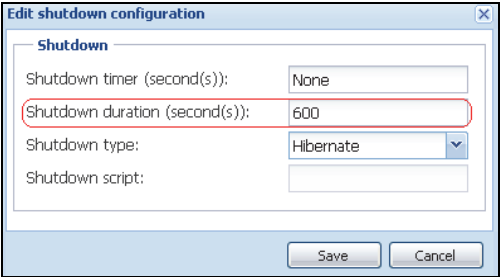 Edit shutdown configuration
Shutdown
Shutdown timer (second(s)): None
Shutdown duration (second(s)): 600
Shutdown type: Hibernate
Shutdown script:
Save Cancel